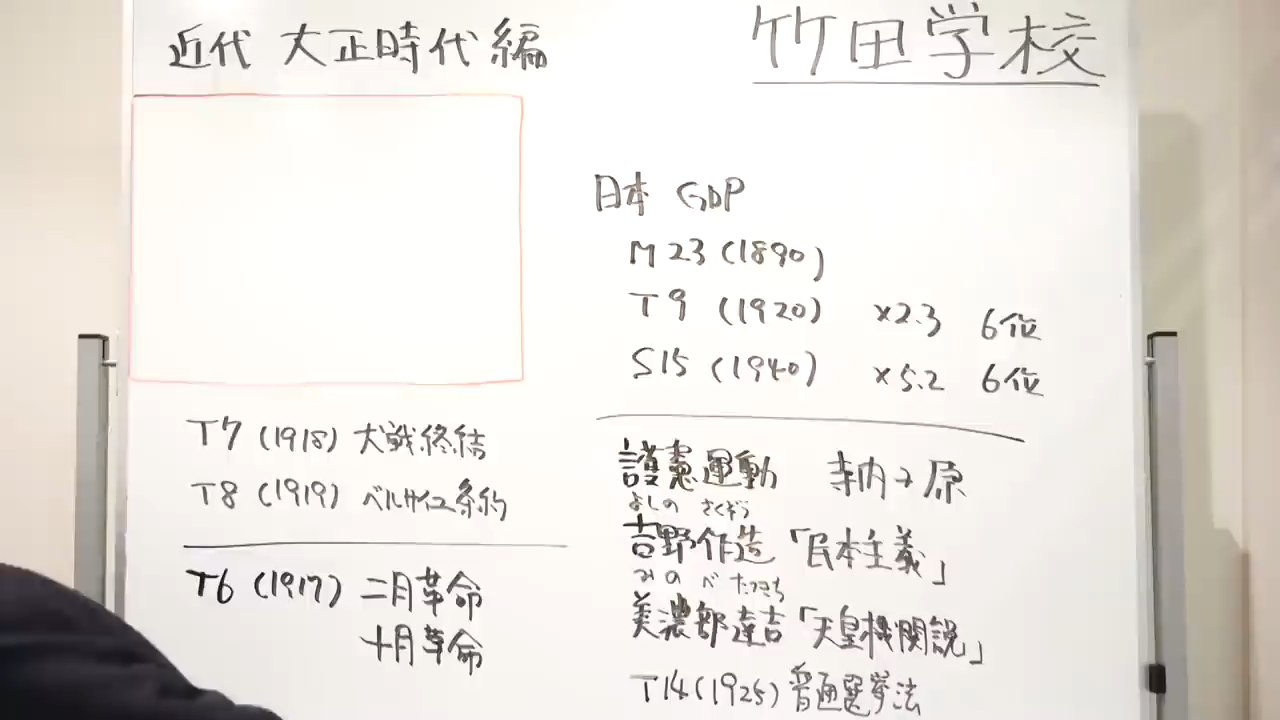 近代 大正時代編
竹田学校
T7 (1918) 大戦終結
T8 (1919) ベルサイユ条約
T6 (1917) 二月革命
十月革命
日本 GDP
M23 (1890)
T9 (1920) ×2.3 6位
S15 (1940) ×5.2 6位
護憲運動 寺内→原
よしの さくぞう
吉野作造「民本主義」
みのべ たつきち
美濃部達吉「天皇機関説」
T14(1925) 普通選挙法